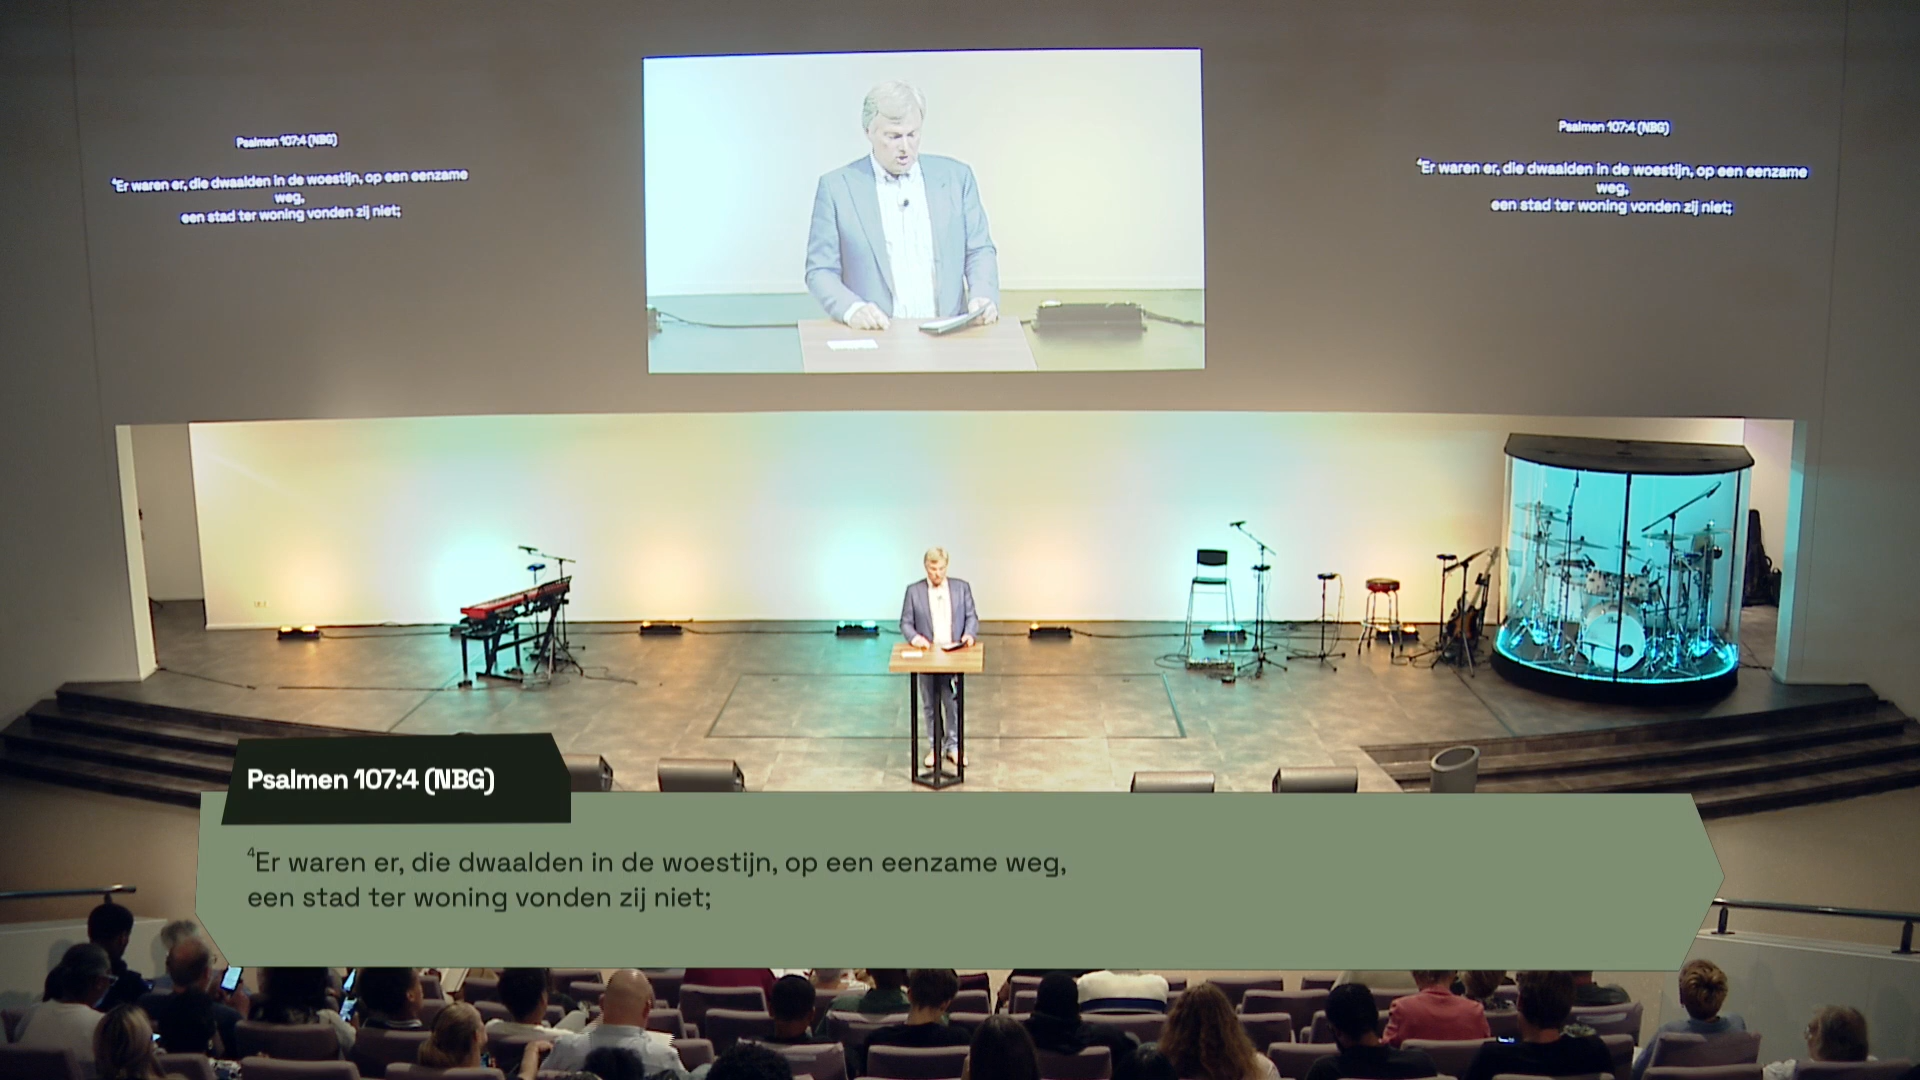 Psalmen 107:4 (NBG)
⁴Er waren er, die dwaalden in de woestijn, op een eenzame
weg,
een stad ter woning vonden zij niet;
Psalmen 107:4 (NBG)
⁴Er waren er, die dwaalden in de woestijn, op een eenzame
weg,
een stad ter woning vonden zij niet;
Psalmen 107:4 (NBG)
⁴Er waren er, die dwaalden in de woestijn, op een eenzame weg,
een stad ter woning vonden zij niet;